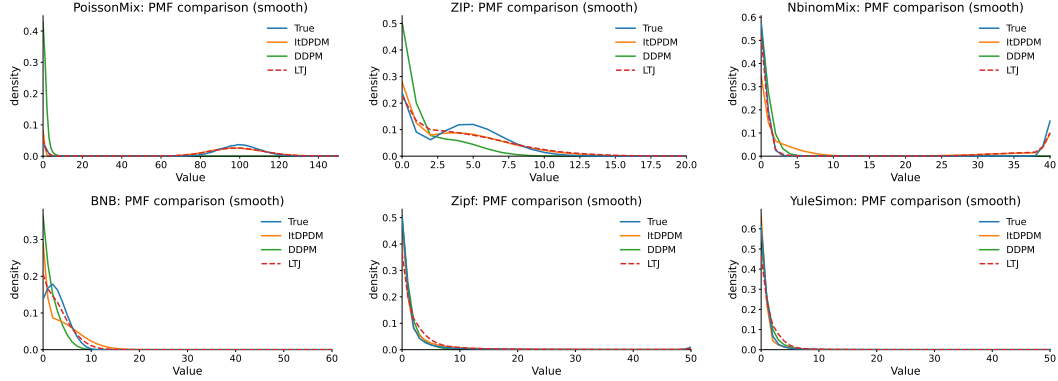 PoissonMix: PMF comparison (smooth)
density
0.4
0.3
0.2
0.1
0.0
20
40
60
80
100
120
140
Value
True
ItDPDM
DDPM
LTJ
ZIP: PMF comparison (smooth)
density
0.5
0.4
0.3
0.2
0.1
0.0
0.0
2.5
5.0
7.5
10.0
12.5
15.0
17.5
20.0
Value
True
ItDPDM
DDPM
LTJ
NbinomMix: PMF comparison (smooth)
density
0.6
0.5
0.4
0.3
0.2
0.1
0.0
0
5
10
15
20
25
30
35
40
Value
True
ItDPDM
DDPM
LTJ
BNB: PMF comparison (smooth)
density
0.3
0.2
0.1
0.0
0
10
20
30
40
50
60
Value
True
ItDPDM
DDPM
LTJ
Zipf: PMF comparison (smooth)
density
0.5
0.4
0.3
0.2
0.1
0.0
0
10
20
30
40
50
Value
True
ItDPDM
DDPM
LTJ
YuleSimon: PMF comparison (smooth)
density
0.6
0.5
0.4
0.3
0.2
0.1
0.0
0
10
20
30
40
50
Value
True
ItDPDM
DDPM
LTJ